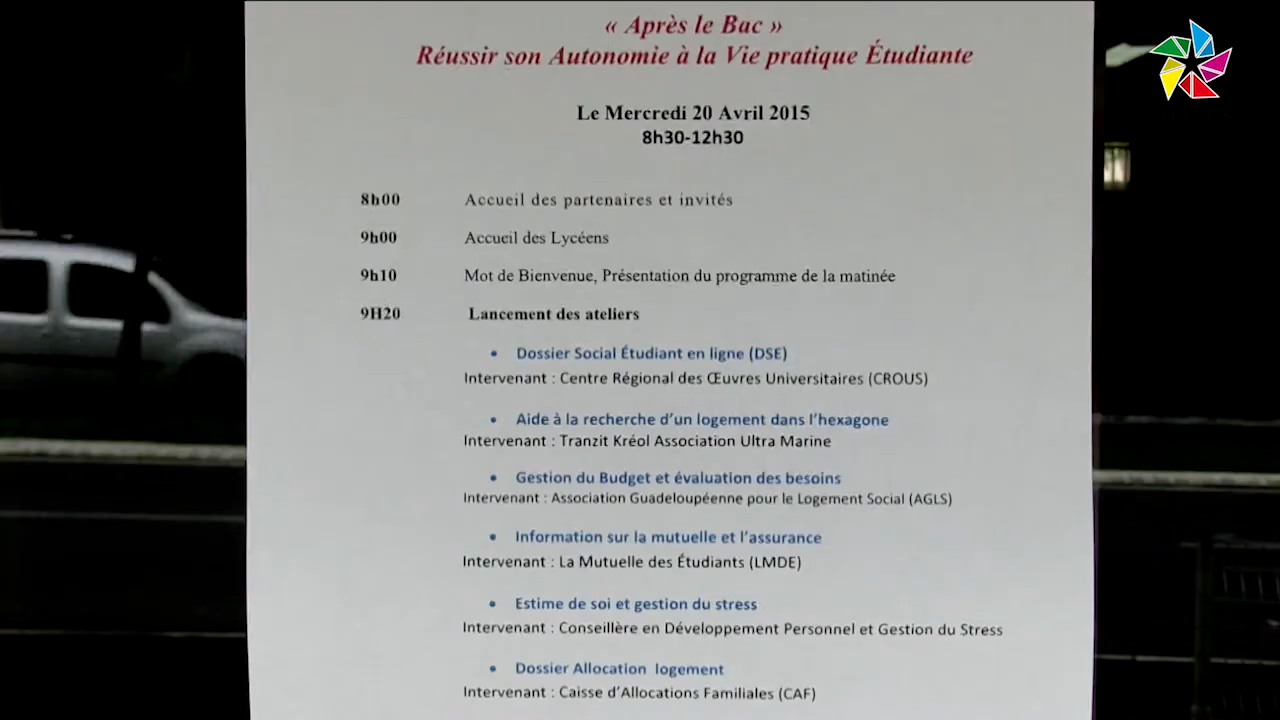 « Après le Bac »
Réussir son Autonomie à la Vie pratique Étudiante
Le Mercredi 20 Avril 2015
8h30-12h30
8h00 Accueil des partenaires et invités
9h00 Accueil des Lycéens
9h10 Mot de Bienvenue, Présentation du programme de la matinée
9H20 Lancement des ateliers
• Dossier Social Étudiant en ligne (DSE)
Intervenant : Centre Régional des Œuvres Universitaires (CROUS)
• Aide à la recherche d'un logement dans l'hexagone
Intervenant : Tranzit Kréol Association Ultra Marine
• Gestion du Budget et évaluation des besoins
Intervenant : Association Guadeloupéenne pour le Logement Social (AGLS)
• Information sur la mutuelle et l'assurance
Intervenant : La Mutuelle des Étudiants (LMDE)
• Estime de soi et gestion du stress
Intervenant : Conseillère en Développement Personnel et Gestion du Stress
• Dossier Allocation logement
Intervenant : Caisse d'Allocations Familiales (CAF)